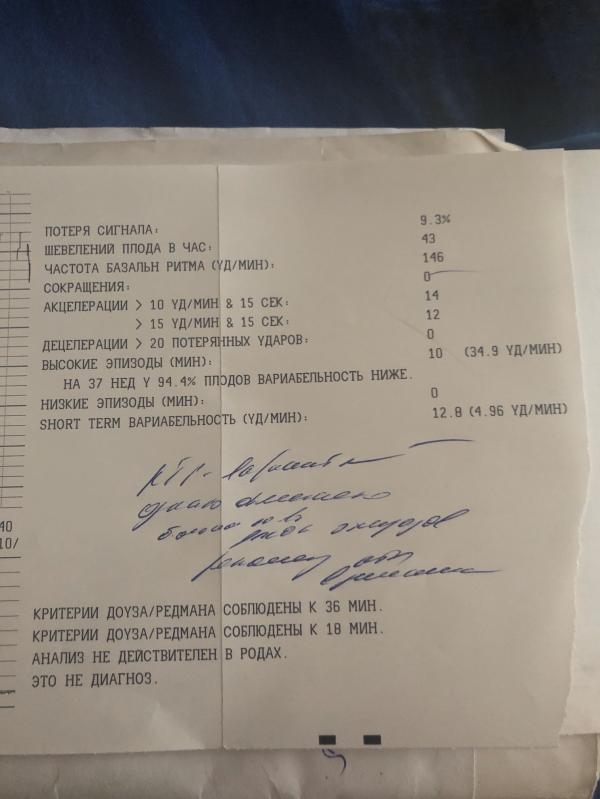 ПОТЕРЯ СИГНАЛА: 9.3%
ШЕВЕЛЕНИЙ ПЛОДА В ЧАС: 43
ЧАСТОТА БАЗАЛЬН РИТМА (УД/МИН): 146
СОКРАЩЕНИЯ: 0
АКЦЕЛЕРАЦИИ > 10 УД/МИН & 15 СЕК: 14
> 15 УД/МИН & 15 СЕК: 12
ДЕЦЕЛЕРАЦИИ > 20 ПОТЕРЯННЫХ УДАРОВ: 0
ВЫСОКИЕ ЭПИЗОДЫ (МИН): 10 (34.9 УД/МИН)
НА 37 НЕД У 94.4% ПЛОДОВ ВАРИАБЕЛЬНОСТЬ НИЖЕ.
НИЗКИЕ ЭПИЗОДЫ (МИН): 0
SHORT TERM ВАРИАБЕЛЬНОСТЬ (УД/МИН): 12.8 (4.96 УД/МИН)
КТГ-
40
10/
КРИТЕРИИ ДОУЗА/РЕДМАНА СОБЛЮДЕНЫ К 36 МИН.
КРИТЕРИИ ДОУЗА/РЕДМАНА СОБЛЮДЕНЫ К 18 МИН.
АНАЛИЗ НЕ ДЕЙСТВИТЕЛЕН В РОДАХ.
ЭТО НЕ ДИАГНОЗ.